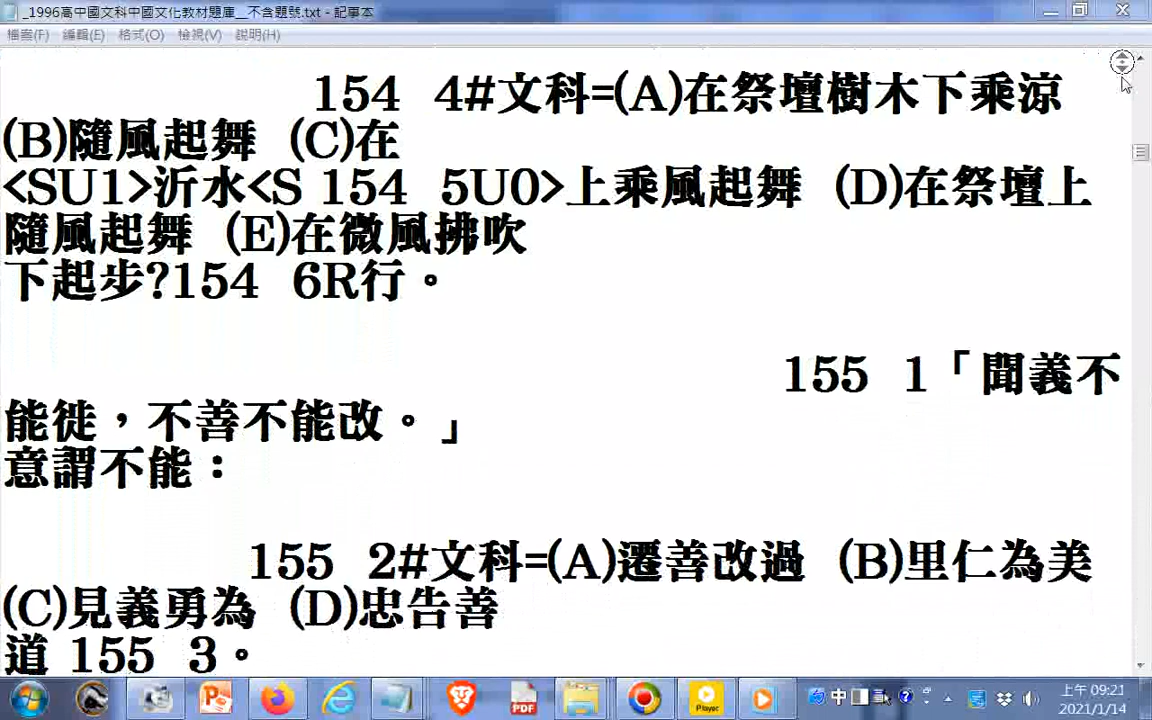 _1996高中國文科中國文化教材題庫__不含題號.txt - 記事本
檔案(F) 編輯(E) 格式(O) 檢視(V) 說明(H)
154 4#文科=(A)在祭壇樹木下乘涼
(B)隨風起舞 (C)在
<SU1>沂水<S 154 5U0>上乘風起舞 (D)在祭壇上
隨風起舞 (E)在微風拂吹
下起步?154 6R行。
155 1「聞義不
能徙，不善不能改。」
意謂不能：
155 2#文科=(A)遷善改過 (B)里仁為美
(C)見義勇為 (D)忠告善
道 155 3。
PDF
Player
中
上午 09:21
2021/1/14